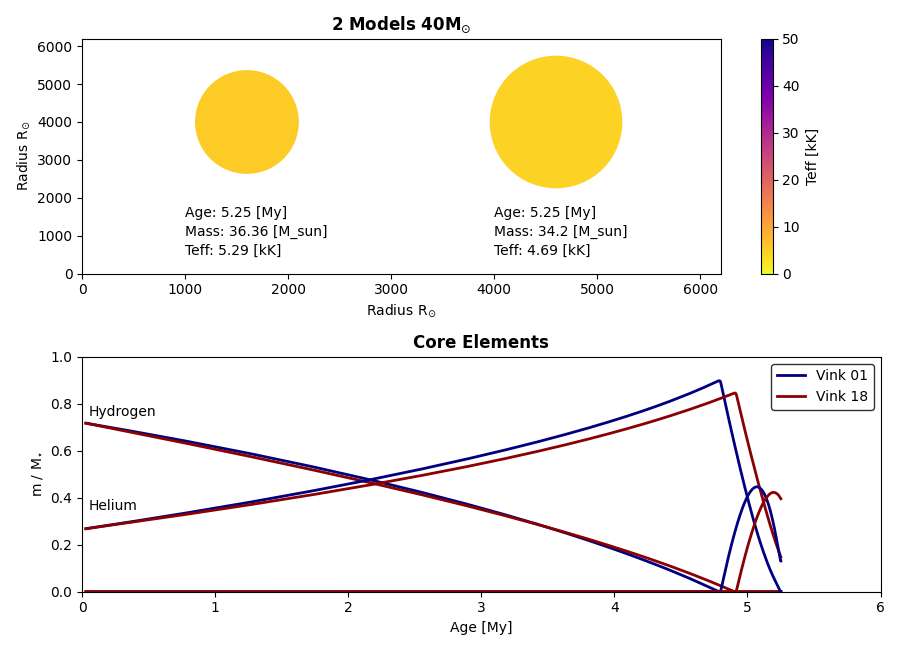 2 Models 40M⊙
6000
5000
4000
3000
2000
1000
0
Radius R⊙
Age: 5.25 [My]
Mass: 36.36 [M_sun]
Teff: 5.29 [kK]
Age: 5.25 [My]
Mass: 34.2 [M_sun]
Teff: 4.69 [kK]
0 1000 2000 3000 4000 5000 6000
Radius R⊙
50
40
30
20
10
0
Teff [kK]
Core Elements
1.0
0.8
0.6
0.4
0.2
0.0
m / M⋆
Hydrogen
Helium
Vink 01
Vink 18
0 1 2 3 4 5 6
Age [My]